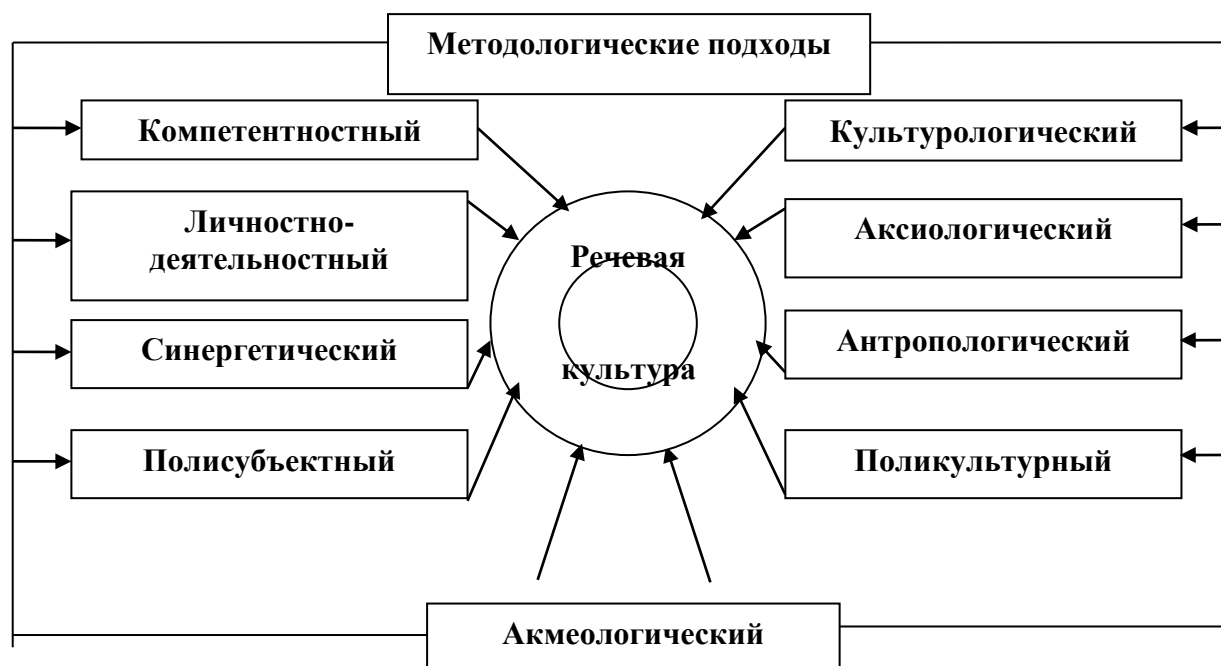 Методологические подходы
Компетентностный
Культурологический
Личностно-
деятельностный
Аксиологический
Речевая
культура
Синергетический
Антропологический
Полисубъектный
Поликультурный
Акмеологический